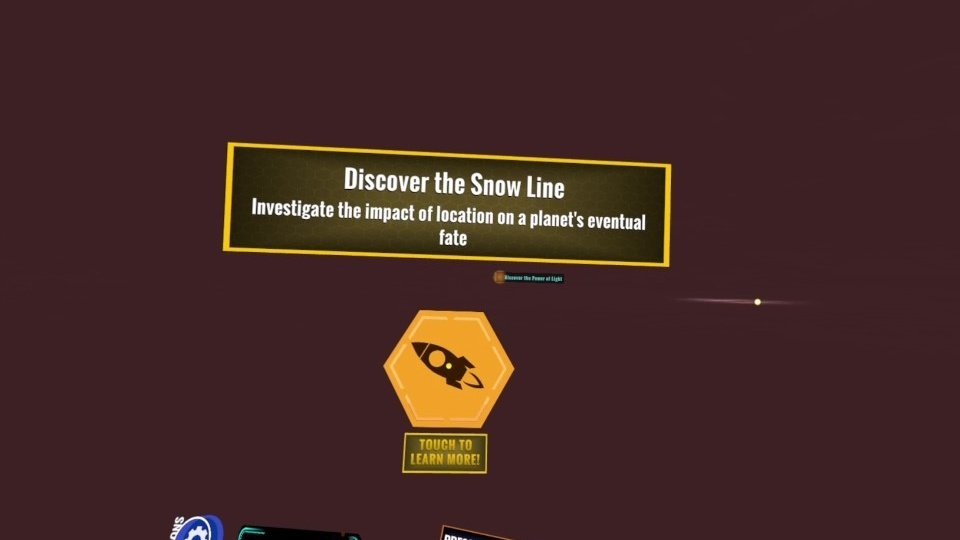 Discover the Snow Line
Investigate the impact of location on a planet's eventual
fate
Discover the Power of Light
TOUCH TO
LEARN MORE!